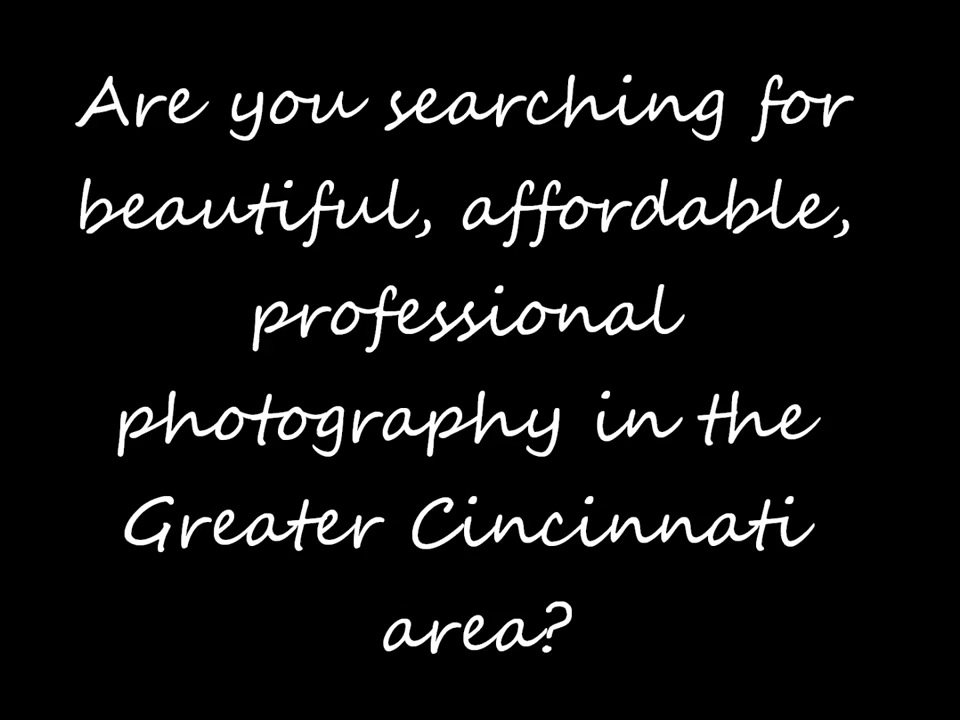 Are you searching for
beautiful, affordable,
professional
photography in the
Greater Cincinnati
area?